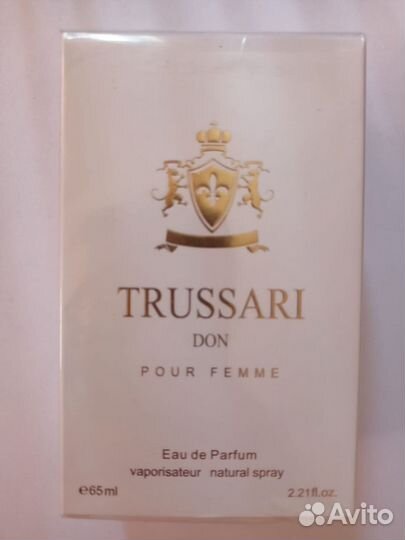 TRUSSARI
DON
POUR FEMME
Eau de Parfum
vaporisateur natural spray
℮65ml 2.21fl.oz.
Avito